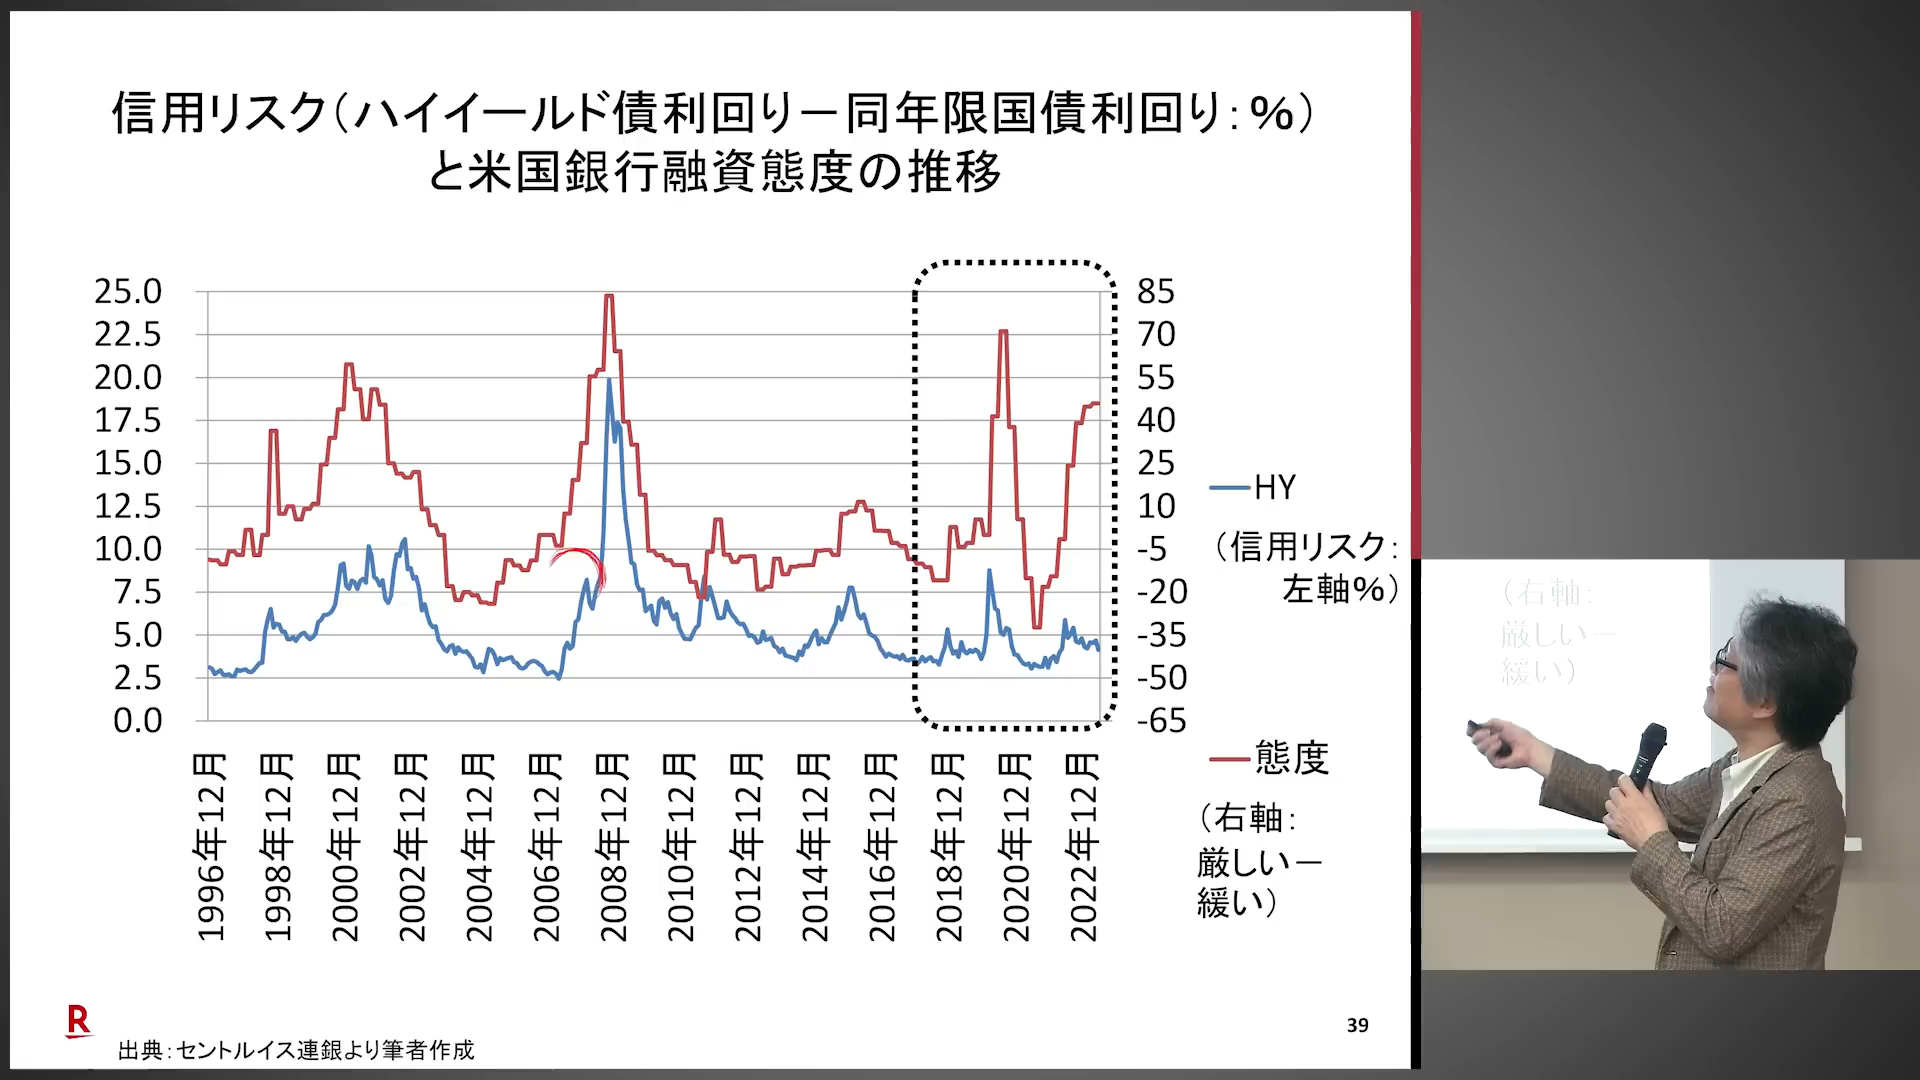 信用リスク（ハイイールド債利回り－同年限国債利回り：%）
と米国銀行融資態度の推移
25.0
22.5
20.0
17.5
15.0
12.5
10.0
7.5
5.0
2.5
0.0
85
70
55
40
25
10
-5
-20
-35
-50
-65
1996年12月
1998年12月
2000年12月
2002年12月
2004年12月
2006年12月
2008年12月
2010年12月
2012年12月
2014年12月
2016年12月
2018年12月
2020年12月
2022年12月
HY
（信用リスク：
左軸%）
態度
（右軸：
厳しい－
緩い）
（右軸：
厳しい－
緩い）
R
出典：セントルイス連銀より筆者作成
39